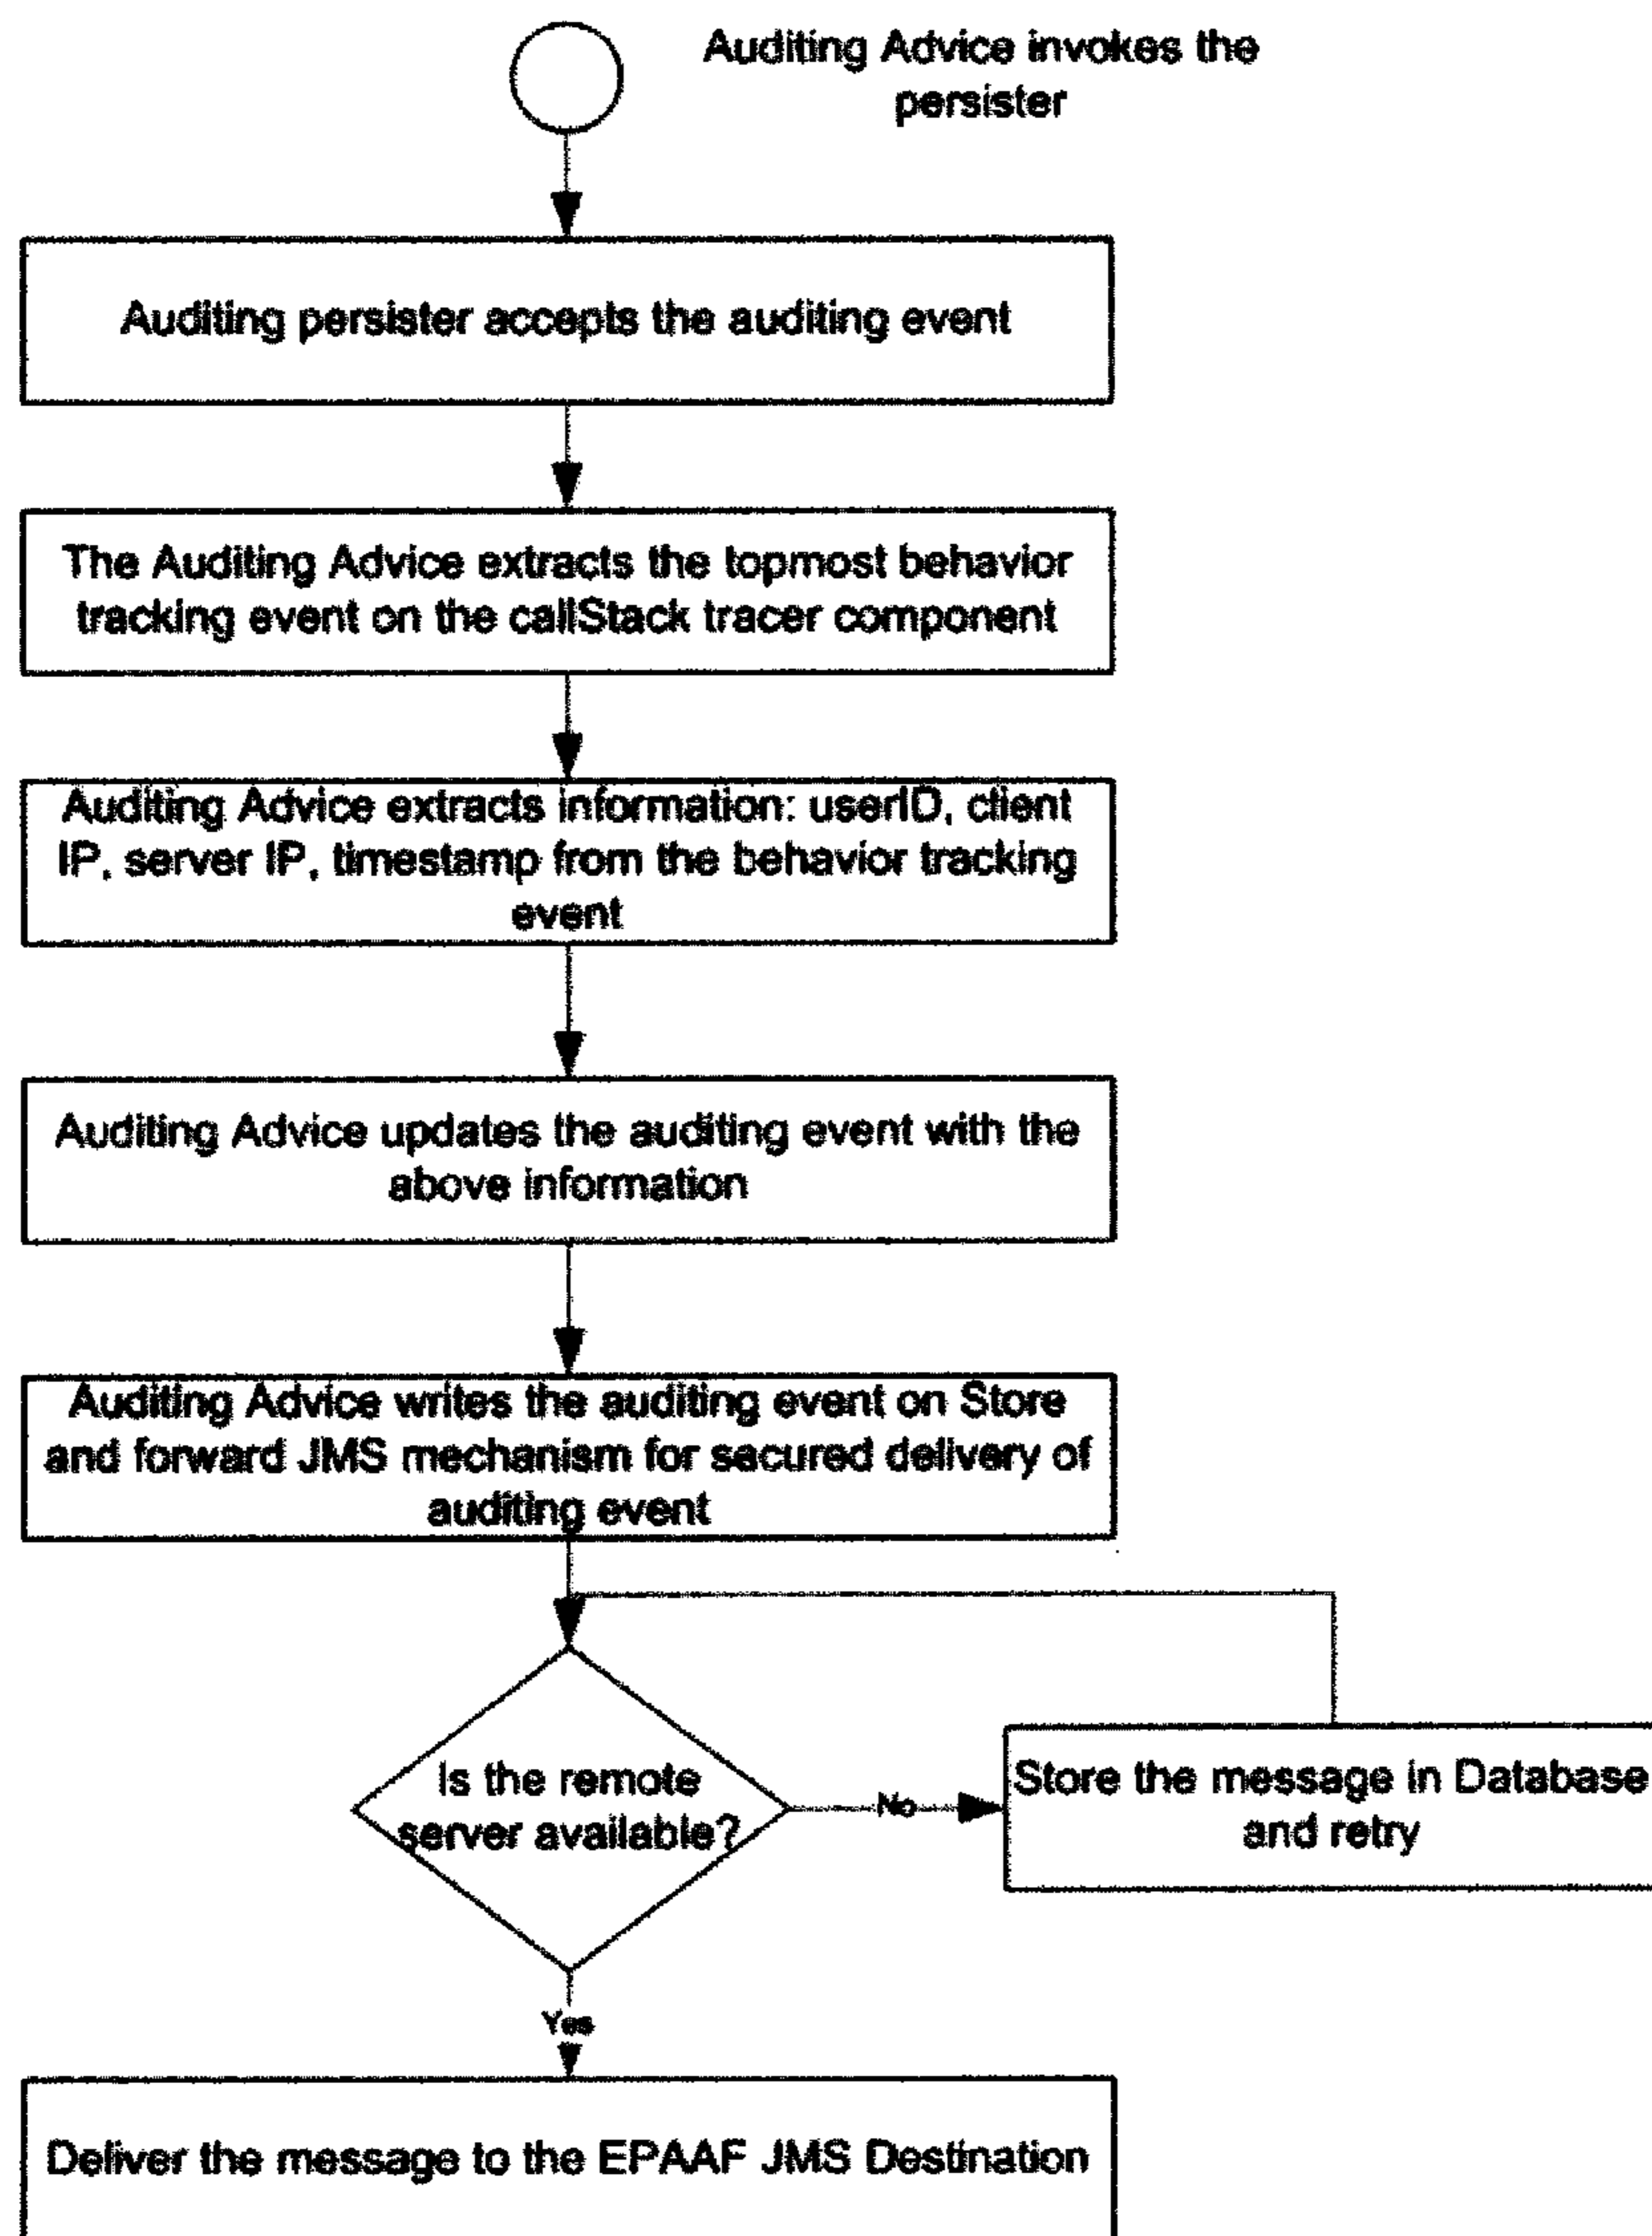 Auditing Advice invokes the
persister
Auditing persister accepts the auditing event
The Auditing Advice extracts the topmost behavior
tracking event on the callStack tracer component
Auditing Advice extracts information: userID, client
IP, server IP, timestamp from the behavior tracking
event
Auditing Advice updates the auditing event with the
above information
Auditing Advice writes the auditing event on Store
and forward JMS mechanism for secured delivery of
auditing event
Is the remote
server available?
No
Store the message in Database
and retry
Yes
Deliver the message to the EPAAF JMS Destination